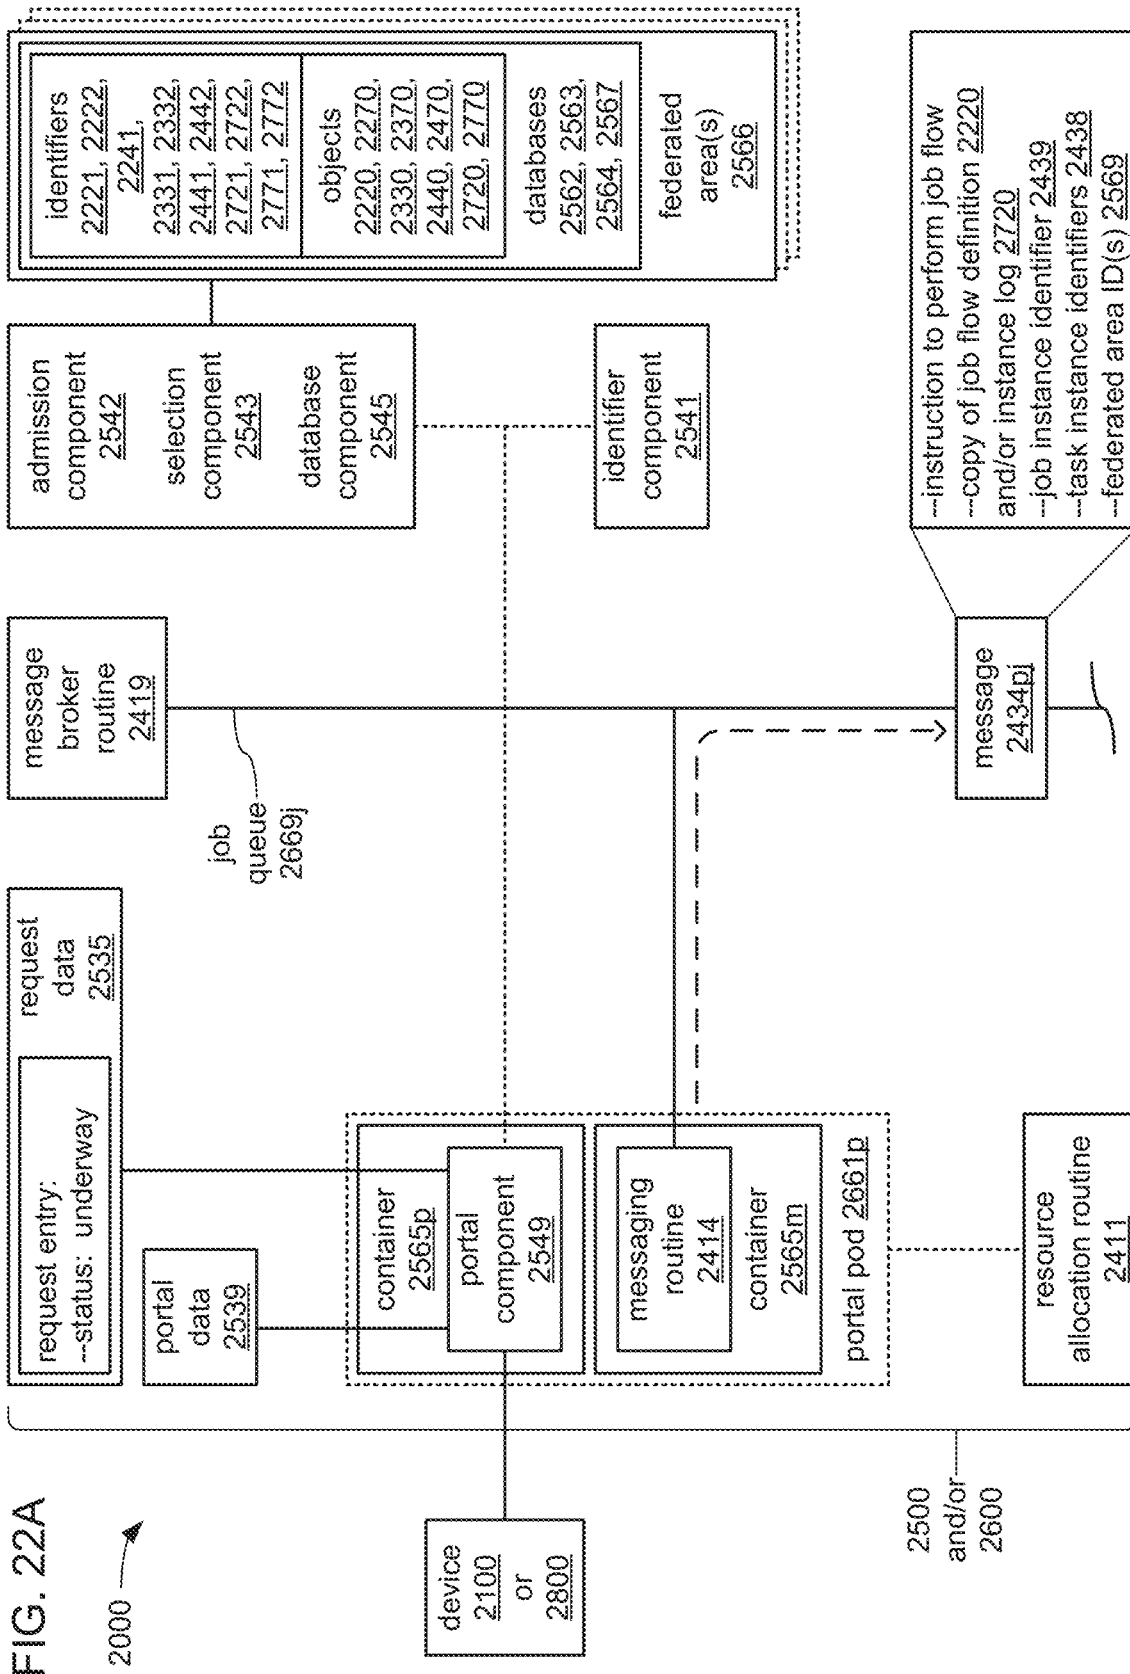 FIG. 22A
2000
device
2100
or
2800
2500
and/or
2600
request entry:
--status: underway
request
data
2535
portal
data
2539
container
2565p
portal
component
2549
messaging
routine
2414
container
2565m
portal pod 2661p
resource
allocation routine
2411
job
queue
2669j
message
broker
routine
2419
message
2434pj
admission
component
2542
selection
component
2543
database
component
2545
identifier
component
2541
identifiers
2221, 2222,
2241,
2331, 2332,
2441, 2442,
2721, 2722,
2771, 2772
objects
2220, 2270,
2330, 2370,
2440, 2470,
2720, 2770
databases
2562, 2563,
2564, 2567
federated
area(s)
2566
--instruction to perform job flow
--copy of job flow definition 2220
and/or instance log 2720
--job instance identifier 2439
--task instance identifiers 2438
--federated area ID(s) 2569